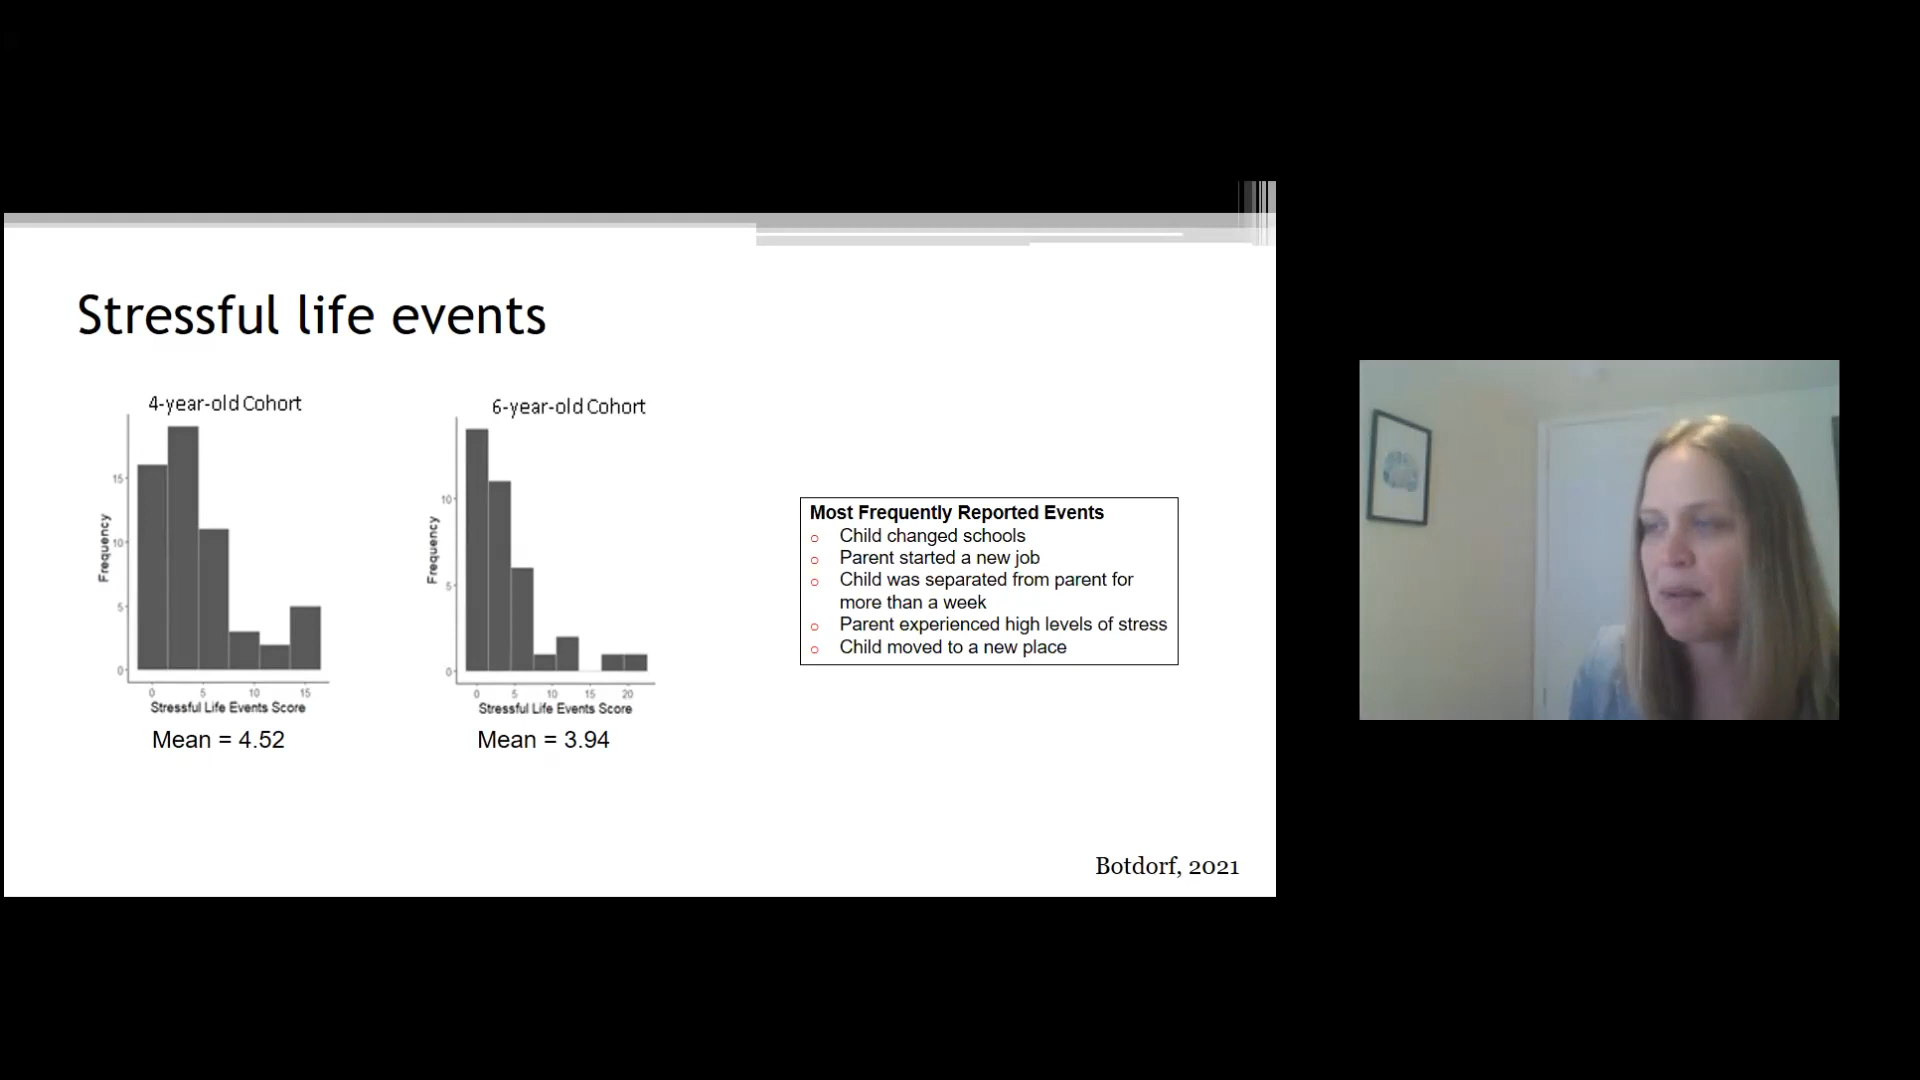 Stressful life events
4-year-old Cohort
Frequency
15
10
5
0
0 5 10 15
Stressful Life Events Score
Mean = 4.52
6-year-old Cohort
Frequency
10
5
0
0 5 10 15 20
Stressful Life Events Score
Mean = 3.94
Most Frequently Reported Events
Child changed schools
Parent started a new job
Child was separated from parent for
more than a week
Parent experienced high levels of stress
Child moved to a new place
Botdorf, 2021